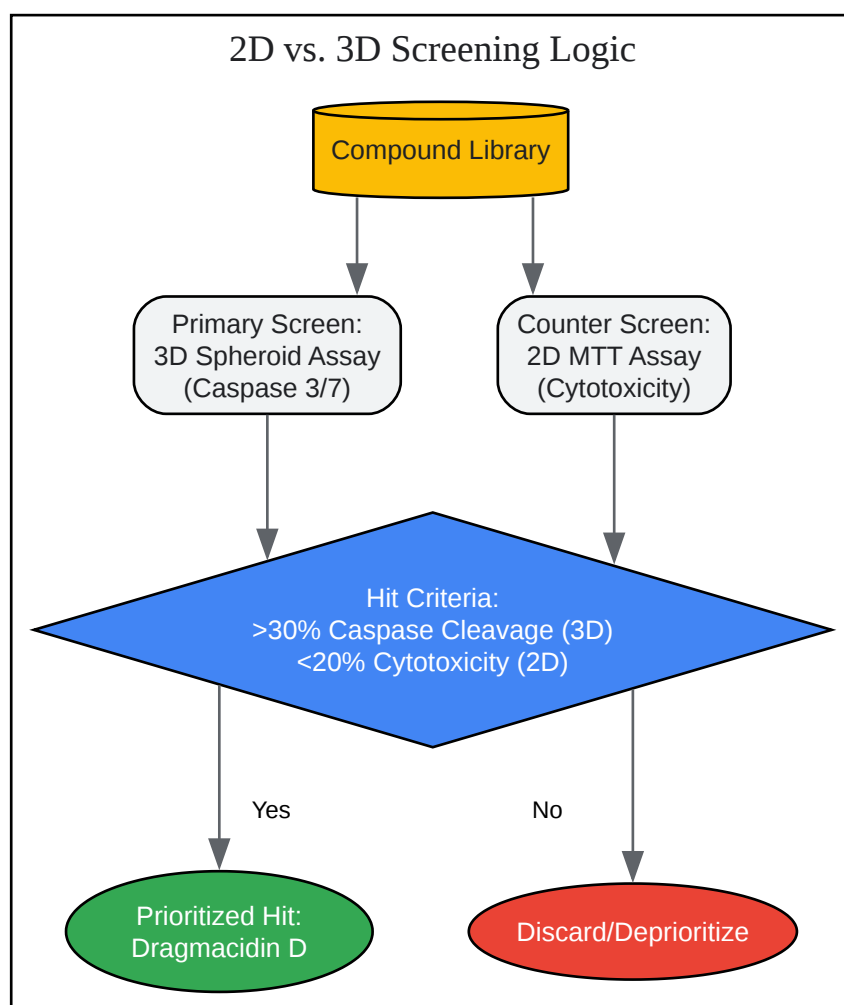 2D vs. 3D Screening Logic
Compound Library
Primary Screen:
3D Spheroid Assay
(Caspase 3/7)
Counter Screen:
2D MTT Assay
(Cytotoxicity)
Hit Criteria:
>30% Caspase Cleavage (3D)
<20% Cytotoxicity (2D)
Yes
No
Prioritized Hit:
Dragmacidin D
Discard/Deprioritize